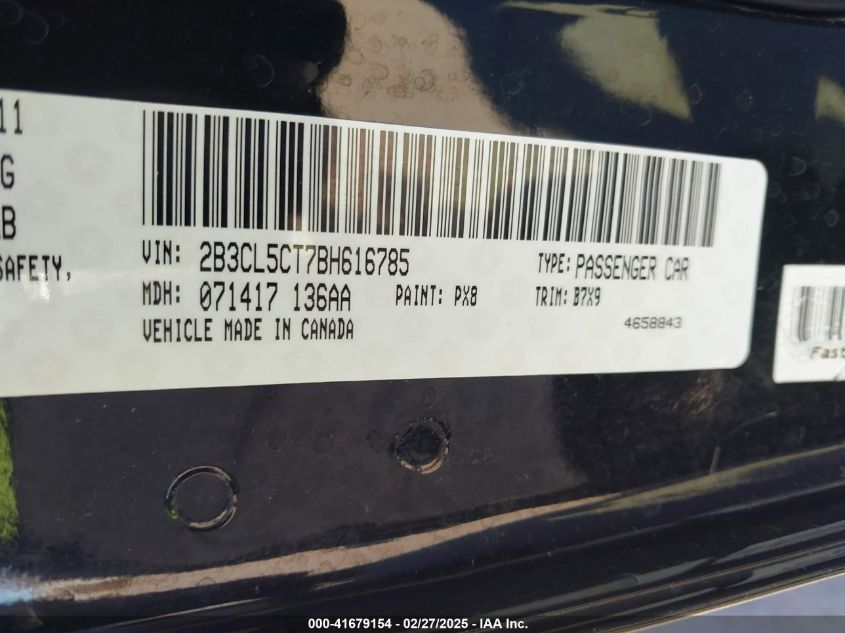 11
G
LB
SAFETY,
VIN: 2B3CL5CT7BH616785 TYPE: PASSENGER CAR
MDH: 071417 136AA PAINT: PX8 TRIM: B7X9
VEHICLE MADE IN CANADA 4658843
Fast
000-41679154 - 02/27/2025 - IAA Inc.